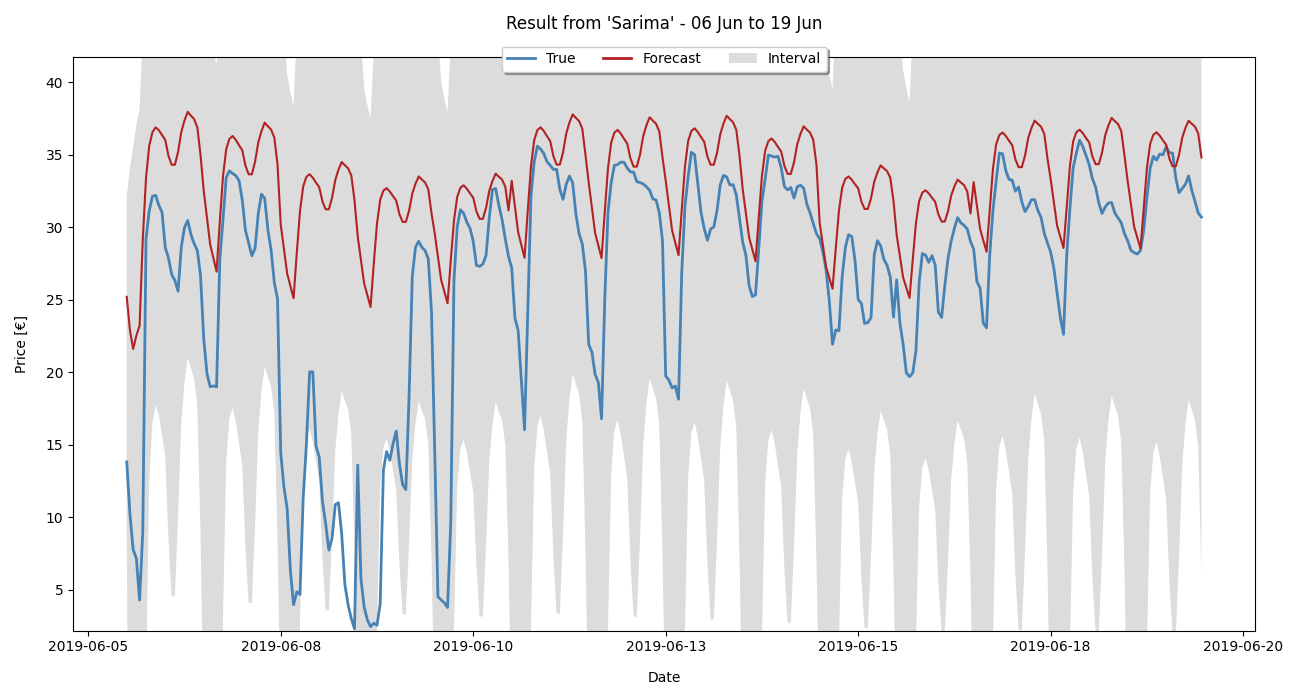 Result from 'Sarima' - 06 Jun to 19 Jun
True Forecast Interval
40
35
30
25
20
15
10
5
Price [€]
2019-06-05 2019-06-08 2019-06-10 2019-06-13 2019-06-15 2019-06-18 2019-06-20
Date